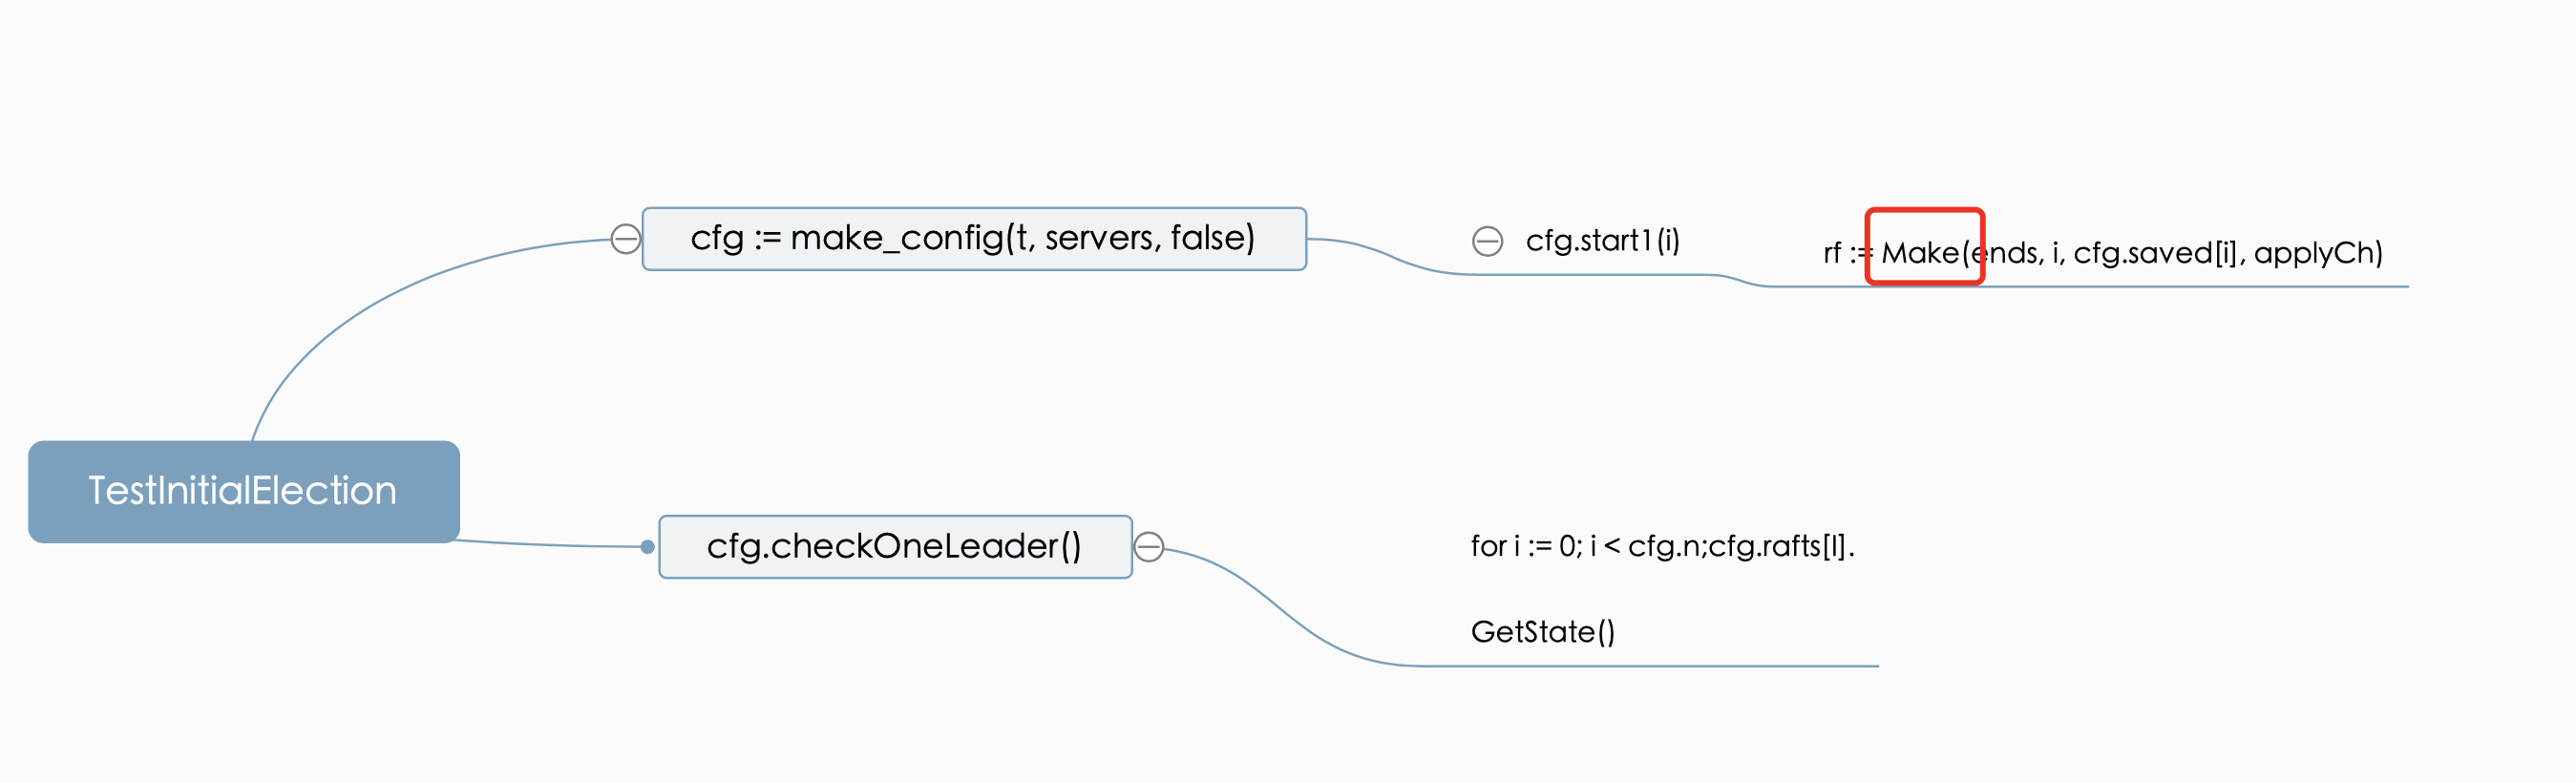 cfg := make_config(t, servers, false)
cfg.start1(i)
rf := Make(ends, i, cfg.saved[i], applyCh)
TestInitialElection
cfg.checkOneLeader()
for i := 0; i < cfg.n;cfg.rafts[I].
GetState()